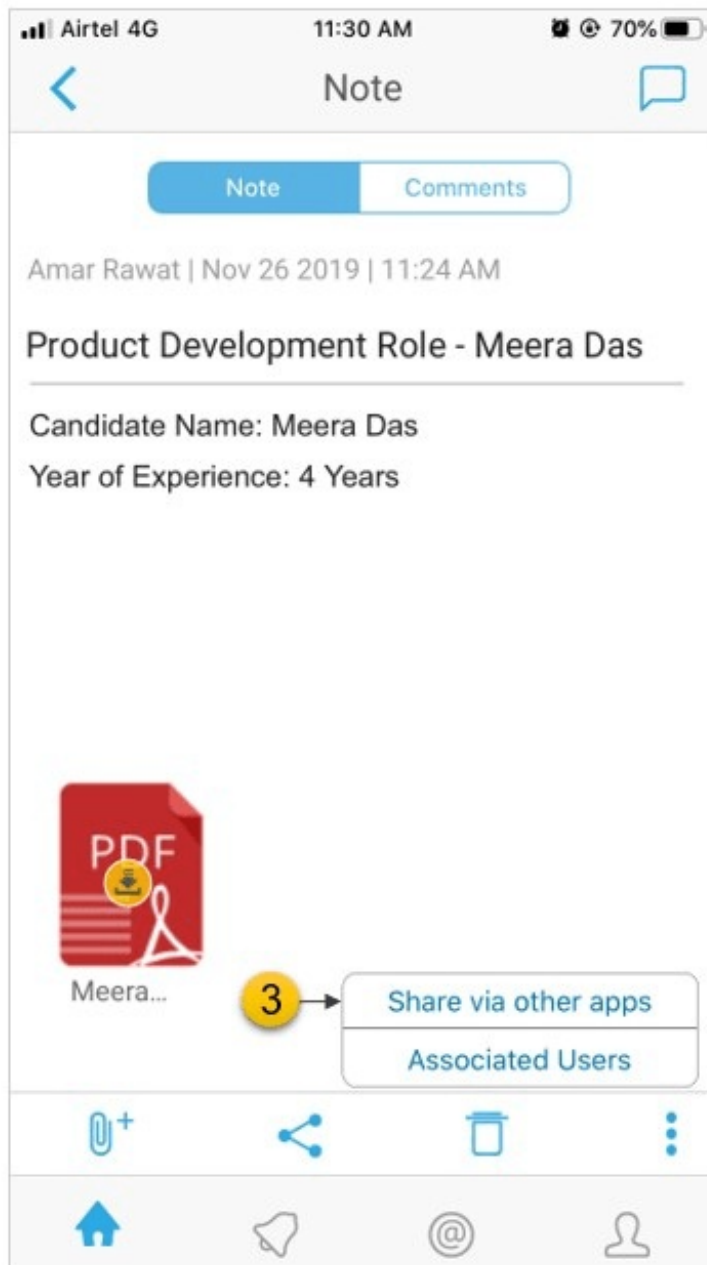 Airtel 4G 11:30 AM 70%
Note
Note Comments
Amar Rawat | Nov 26 2019 | 11:24 AM
Product Development Role - Meera Das
Candidate Name: Meera Das
Year of Experience: 4 Years
PDF
Meera...
3 Share via other apps
Associated Users